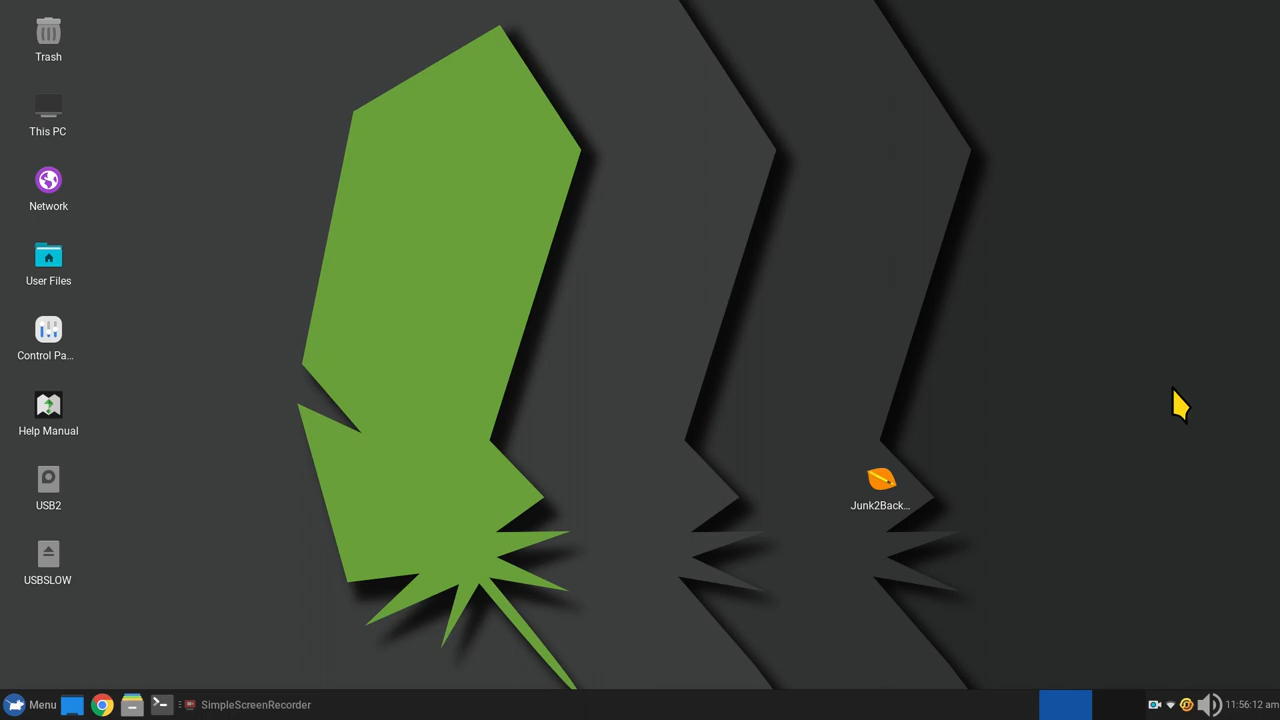 Trash
This PC
Network
User Files
Control Pa...
Help Manual
USB2
Junk2Back...
USBSLOW
Menu
SimpleScreenRecorder
11:56:12 am